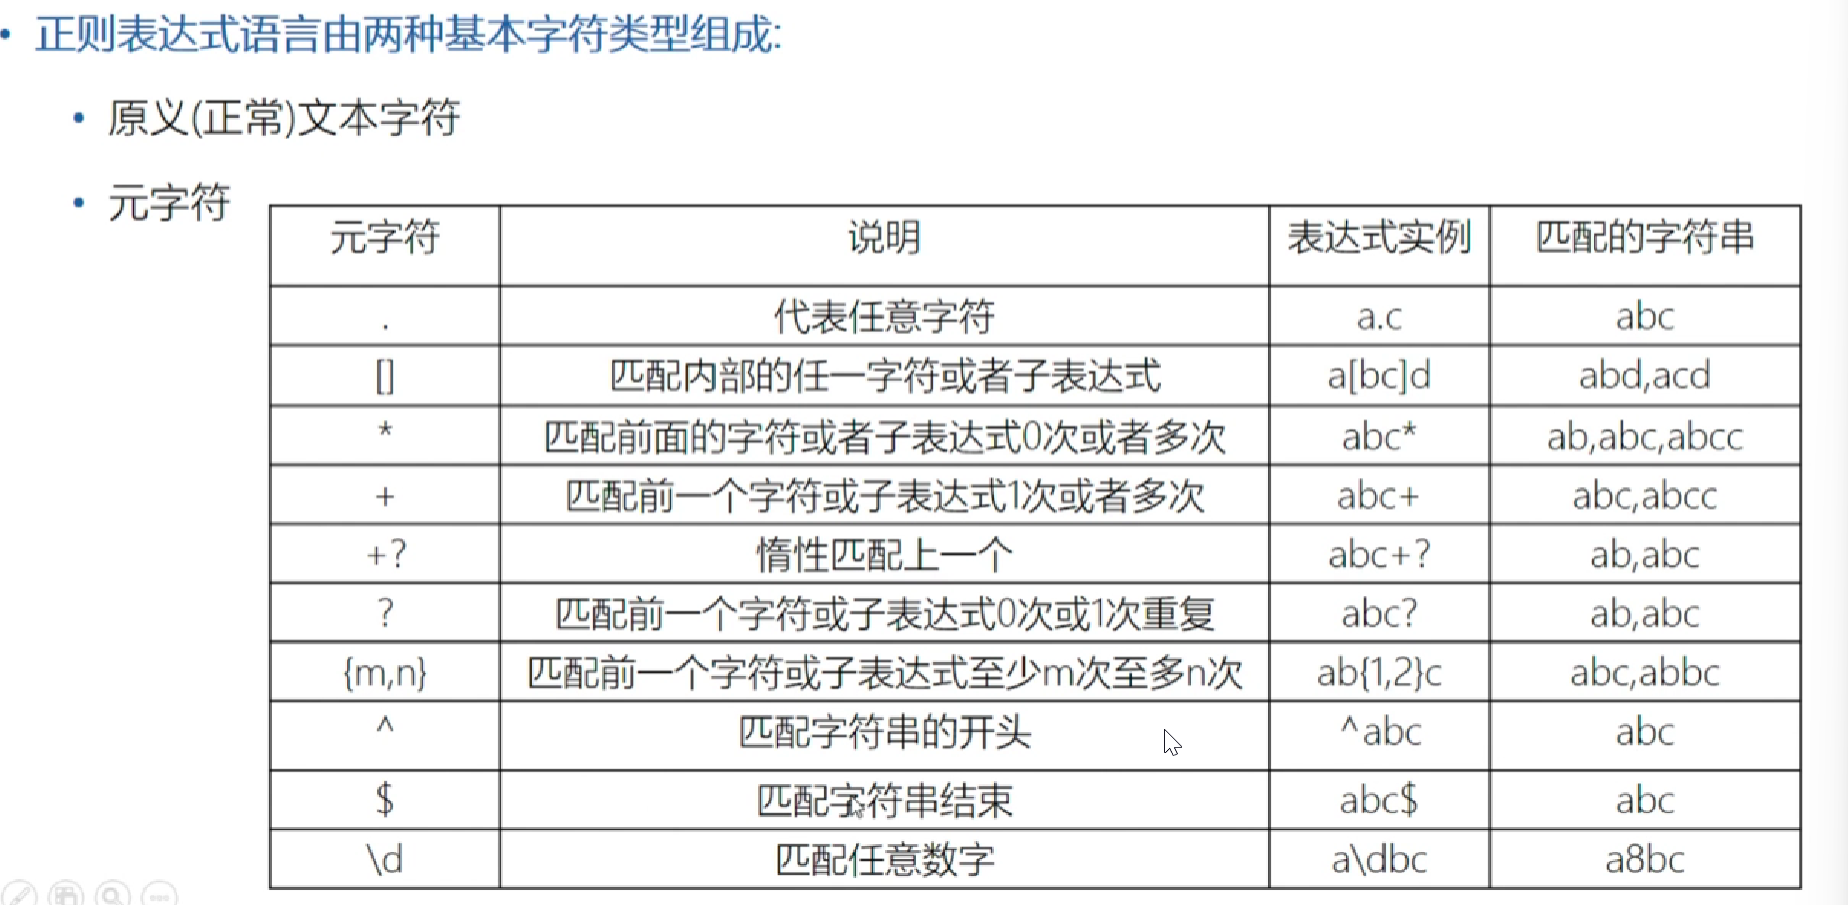 正则表达式语言由两种基本字符类型组成:
原义(正常)文本字符
元字符
元字符 说明 表达式实例 匹配的字符串
. 代表任意字符 a.c abc
[] 匹配内部的任一字符或者子表达式 a[bc]d abd,acd
* 匹配前面的字符或者子表达式0次或者多次 abc* ab,abc,abcc
+ 匹配前一个字符或子表达式1次或者多次 abc+ abc,abcc
+? 惰性匹配上一个 abc+? ab,abc
? 匹配前一个字符或子表达式0次或1次重复 abc? ab,abc
{m,n} 匹配前一个字符或子表达式至少m次至多n次 ab{1,2}c abc,abbc
^ 匹配字符串的开头 ^abc abc
$ 匹配字符串结束 abc$ abc
\d 匹配任意数字 a\dbc a8bc